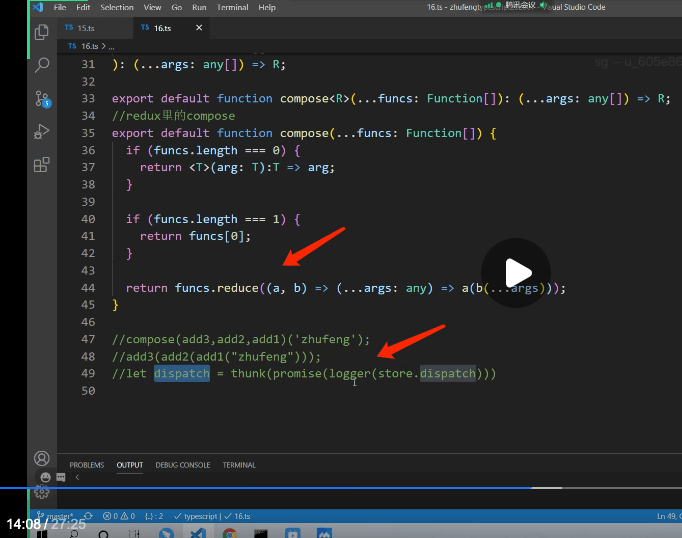 File Edit Selection View Go Run Terminal Help
腾讯会议
16.ts - zhufengty
ual Studio Code
TS 15.ts
TS 16.ts ×
TS 16.ts > ...
sg -- u_605e86
31 ): (...args: any[]) => R;
32
33 export default function compose<R>(...funcs: Function[]): (...args: any[]) => R;
34 //redux里的compose
35 export default function compose(...funcs: Function[]) {
36 if (funcs.length === 0) {
37 return <T>(arg: T):T => arg;
38 }
39
40 if (funcs.length === 1) {
41 return funcs[0];
42 }
43
44 return funcs.reduce((a, b) => (...args: any) => a(b(...args)));
45 }
46
47 //compose(add3,add2,add1)('zhufeng');
48 //add3(add2(add1("zhufeng")));
49 //let dispatch = thunk(promise(logger(store.dispatch)))
50
PROBLEMS OUTPUT DEBUG CONSOLE TERMINAL
master* 0 0 {..}: 2 typescript | 16.ts
Ln 49, C
14:08 / 27:25